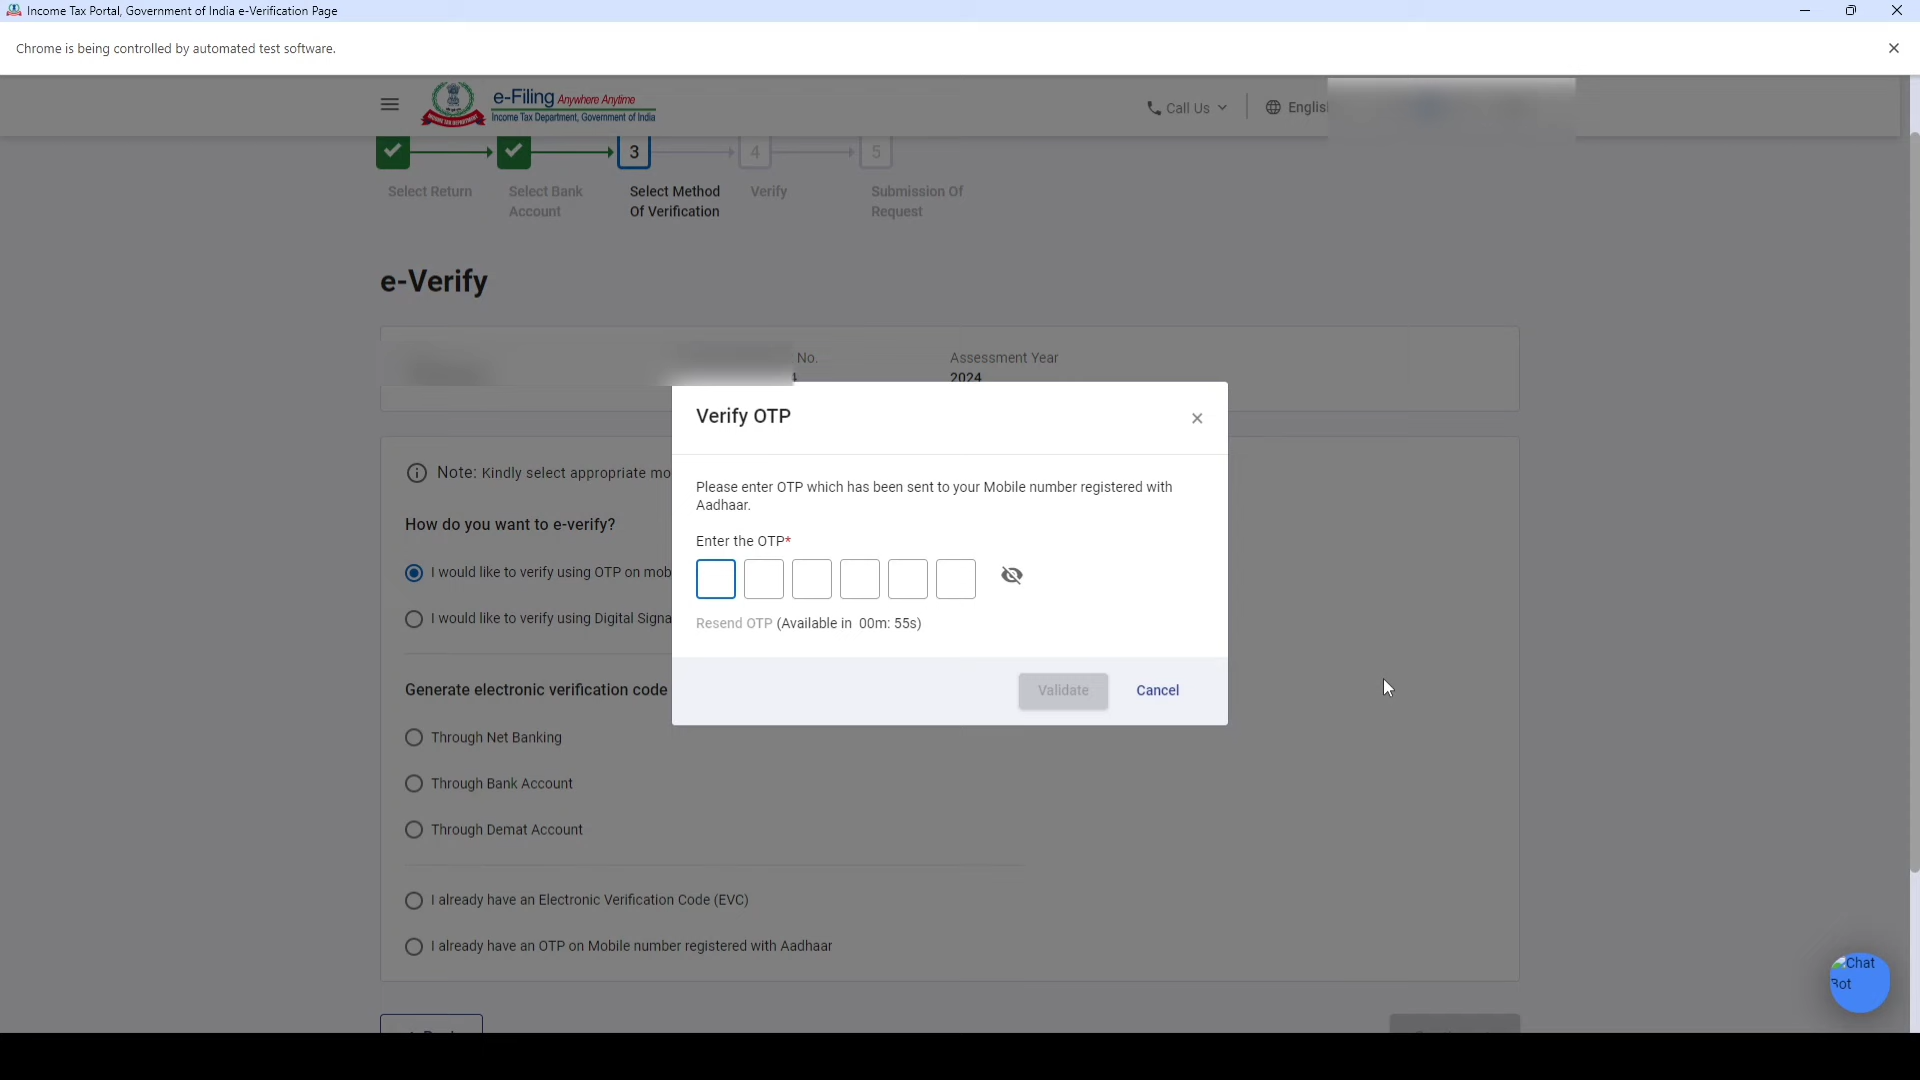 Income Tax Portal, Government of India e-Verification Page
Chrome is being controlled by automated test software.
e-Filing Anywhere Anytime
Income Tax Department, Government of India
Call Us
English
3
4
5
Select Return
Select Bank
Account
Select Method
Of Verification
Verify
Submission Of
Request
e-Verify
No.
Assessment Year
2024
Verify OTP
Please enter OTP which has been sent to your Mobile number registered with
Aadhaar.
Enter the OTP*
Resend OTP (Available in 00m: 55s)
Validate
Cancel
Note: Kindly select appropriate mo
How do you want to e-verify?
I would like to verify using OTP on mob
I would like to verify using Digital Signa
Generate electronic verification code
Through Net Banking
Through Bank Account
Through Demat Account
I already have an Electronic Verification Code (EVC)
I already have an OTP on Mobile number registered with Aadhaar
Chat
Bot